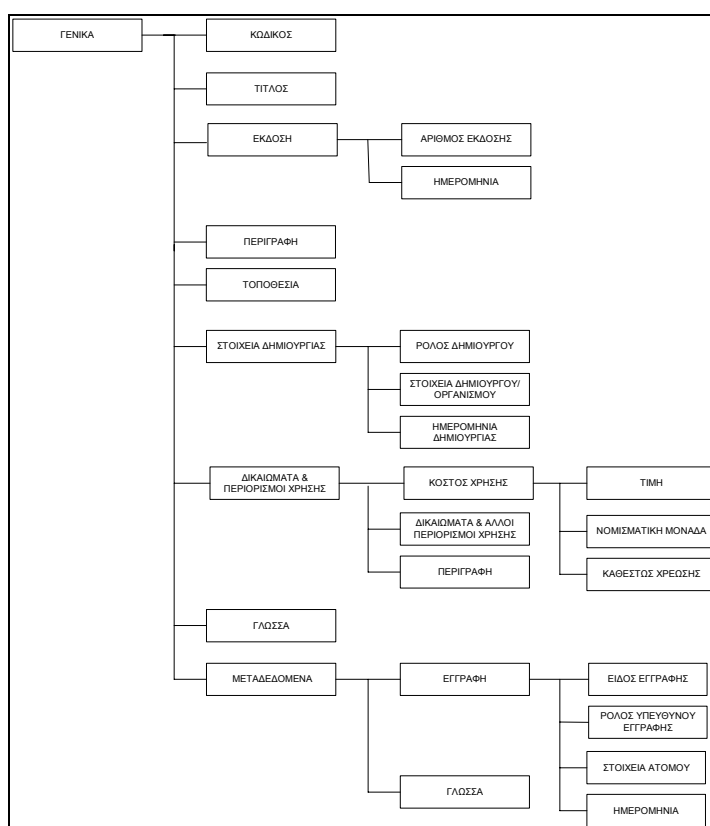 ΓΕΝΙΚΑ
ΚΩΔΙΚΟΣ
ΤΙΤΛΟΣ
ΕΚΔΟΣΗ
ΑΡΙΘΜΟΣ ΕΚΔΟΣΗΣ
ΗΜΕΡΟΜΗΝΙΑ
ΠΕΡΙΓΡΑΦΗ
ΤΟΠΟΘΕΣΙΑ
ΣΤΟΙΧΕΙΑ ΔΗΜΙΟΥΡΓΙΑΣ
ΡΟΛΟΣ ΔΗΜΙΟΥΡΓΟΥ
ΣΤΟΙΧΕΙΑ ΔΗΜΙΟΥΡΓΟΥ/
ΟΡΓΑΝΙΣΜΟΥ
ΗΜΕΡΟΜΗΝΙΑ
ΔΗΜΙΟΥΡΓΙΑΣ
ΔΙΚΑΙΩΜΑΤΑ &
ΠΕΡΙΟΡΙΣΜΟΙ ΧΡΗΣΗΣ
ΚΟΣΤΟΣ ΧΡΗΣΗΣ
ΤΙΜΗ
ΔΙΚΑΙΩΜΑΤΑ & ΑΛΛΟΙ
ΠΕΡΙΟΡΙΣΜΟΙ ΧΡΗΣΗΣ
ΝΟΜΙΣΜΑΤΙΚΗ ΜΟΝΑΔΑ
ΠΕΡΙΓΡΑΦΗ
ΚΑΘΕΣΤΩΣ ΧΡΕΩΣΗΣ
ΓΛΩΣΣΑ
ΜΕΤΑΔΕΔΟΜΕΝΑ
ΕΓΓΡΑΦΗ
ΕΙΔΟΣ ΕΓΓΡΑΦΗΣ
ΡΟΛΟΣ ΥΠΕΥΘΥΝΟΥ
ΕΓΓΡΑΦΗΣ
ΣΤΟΙΧΕΙΑ ΑΤΟΜΟΥ
ΓΛΩΣΣΑ
ΗΜΕΡΟΜΗΝΙΑ